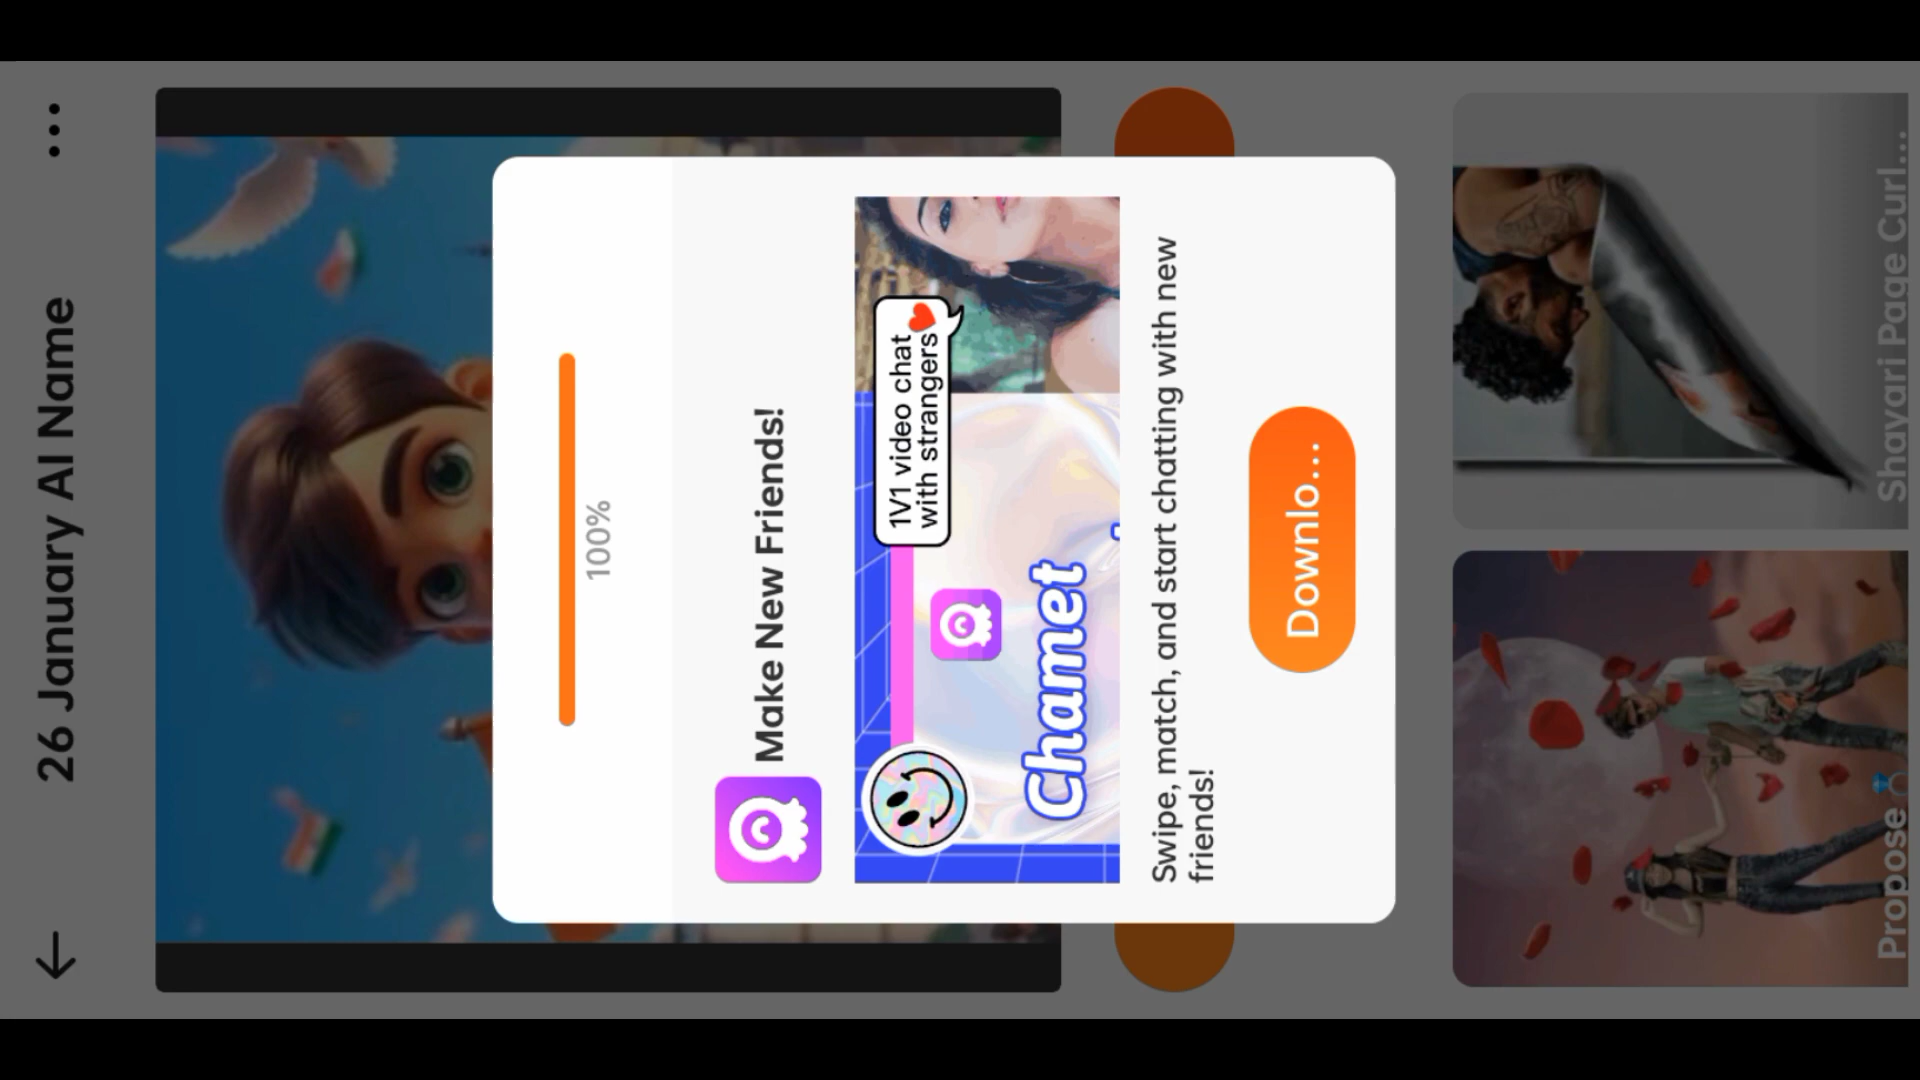 26 January AI Name
100%
Make New Friends!
1V1 video chat
with strangers
Chamet
Swipe, match, and start chatting with new
friends!
Downlo...
Propose💍
Shayari Page Curl...